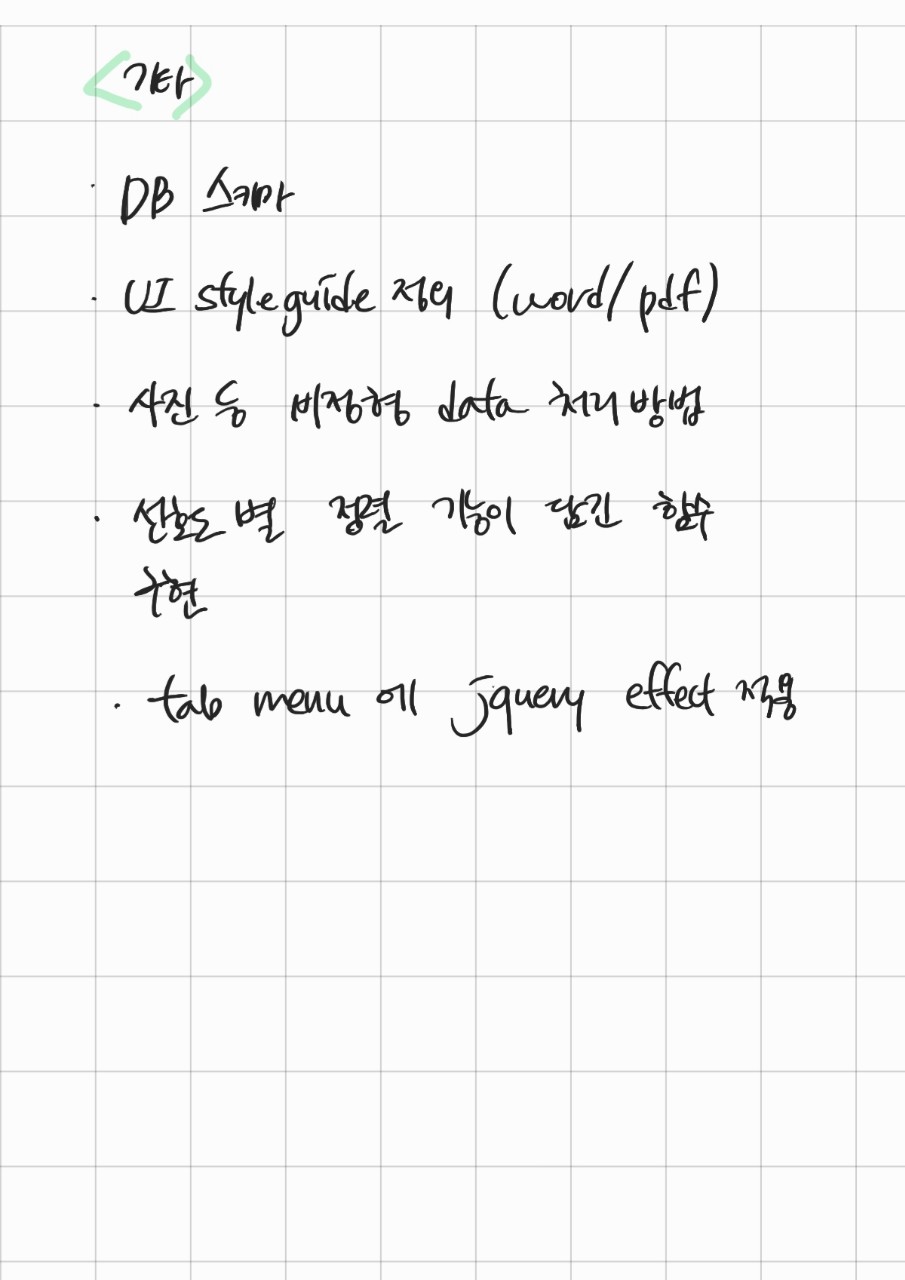 <기타>
· DB 스키마
· UI style guide 정의 (word/pdf)
· 사진 등 비정형 data 처리 방법
· 선호도 별 정렬 기능이 담긴 함수
구현
· tab menu 에 jquery effect 적용